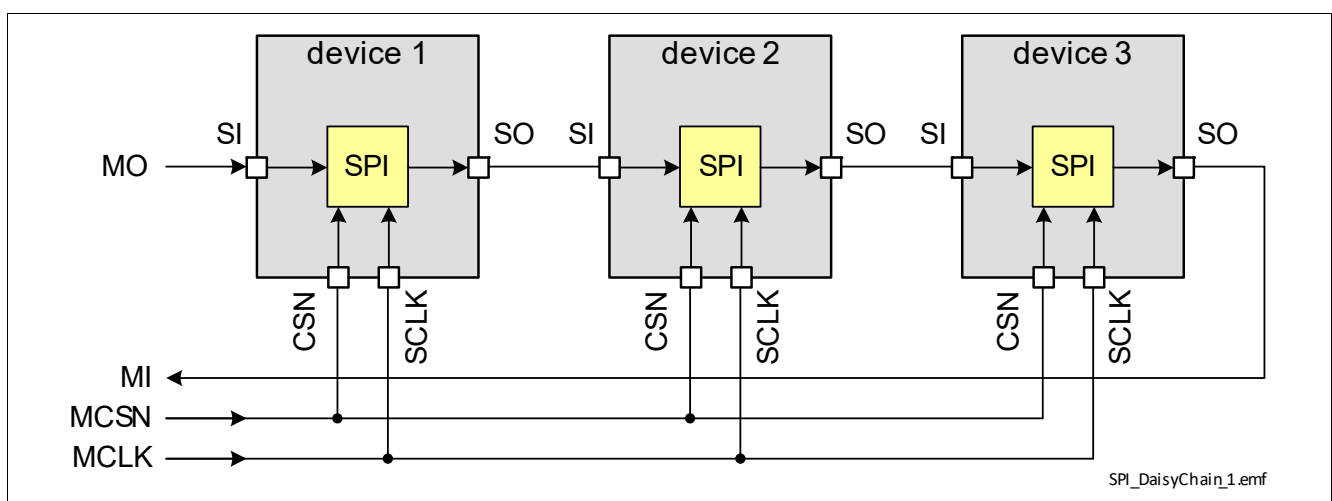 device 1
device 2
device 3
SI
SO
SI
SO
SI
SO
MO
SPI
SPI
SPI
CSN
SCLK
CSN
SCLK
CSN
SCLK
MI
MCSN
MCLK
SPI_DaisyChain_1.emf